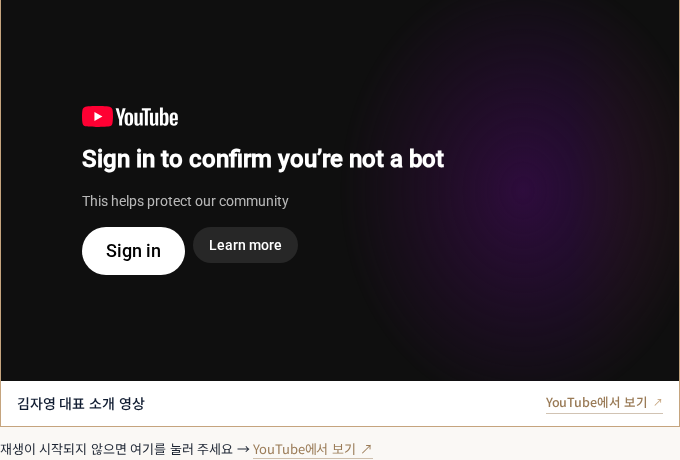 YouTube
Sign in to confirm you’re not a bot
This helps protect our community
Sign in
Learn more
김자영 대표 소개 영상
YouTube에서 보기 ↗
재생이 시작되지 않으면 여기를 눌러 주세요 → YouTube에서 보기 ↗